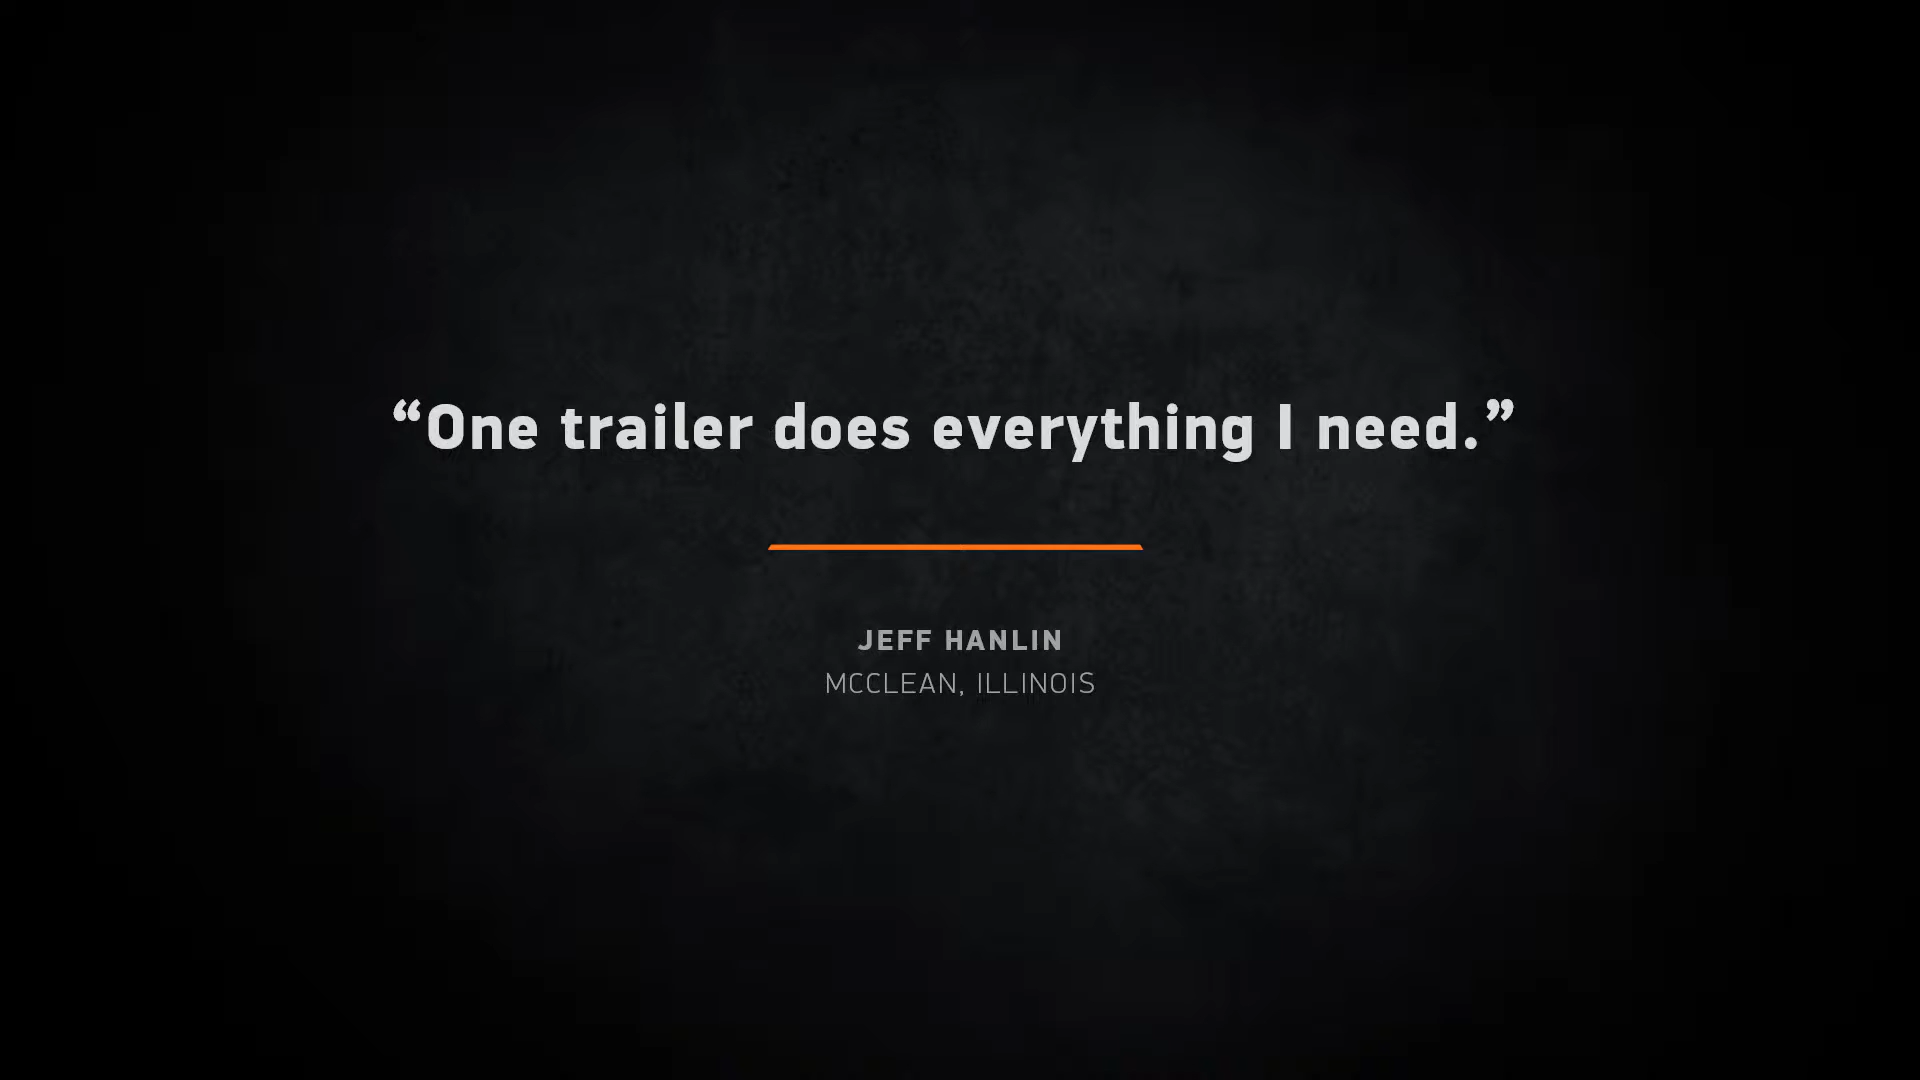 “One trailer does everything I need.”
JEFF HANLIN
MCCLEAN, ILLINOIS